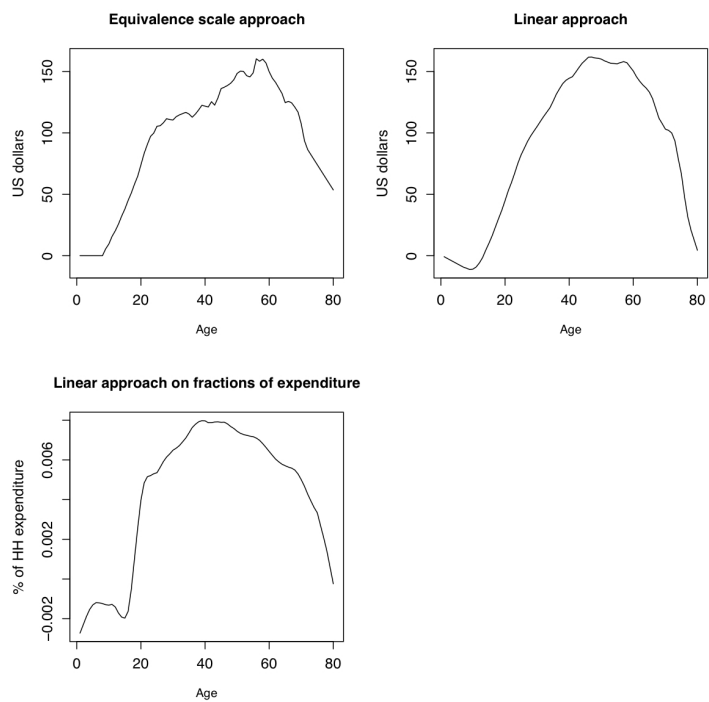 Equivalence scale approach
US dollars
150
100
50
0
0 20 40 60 80
Age
Linear approach
US dollars
150
100
50
0
0 20 40 60 80
Age
Linear approach on fractions of expenditure
% of HH expenditure
0.006
0.002
−0.002
0 20 40 60 80
Age